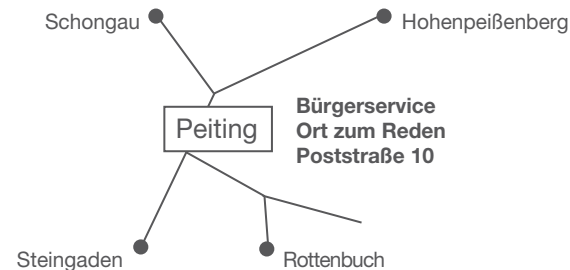 Schongau
Hohenpeißenberg
Peiting
Bürgerservice
Ort zum Reden
Poststraße 10
Steingaden
Rottenbuch